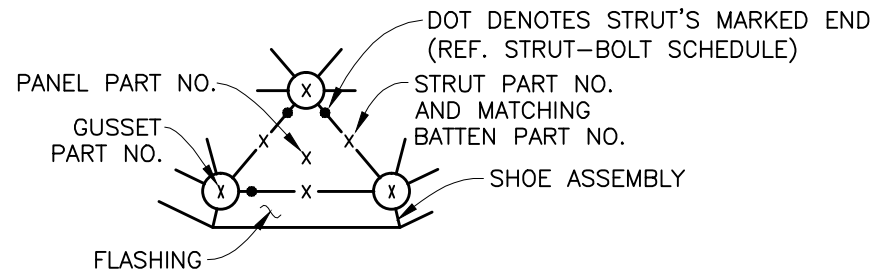 DOT DENOTES STRUT'S MARKED END
(REF. STRUT-BOLT SCHEDULE)
PANEL PART NO.
X
STRUT PART NO.
AND MATCHING
BATTEN PART NO.
GUSSET
PART NO.
X
X
X
X
X
X
SHOE ASSEMBLY
FLASHING